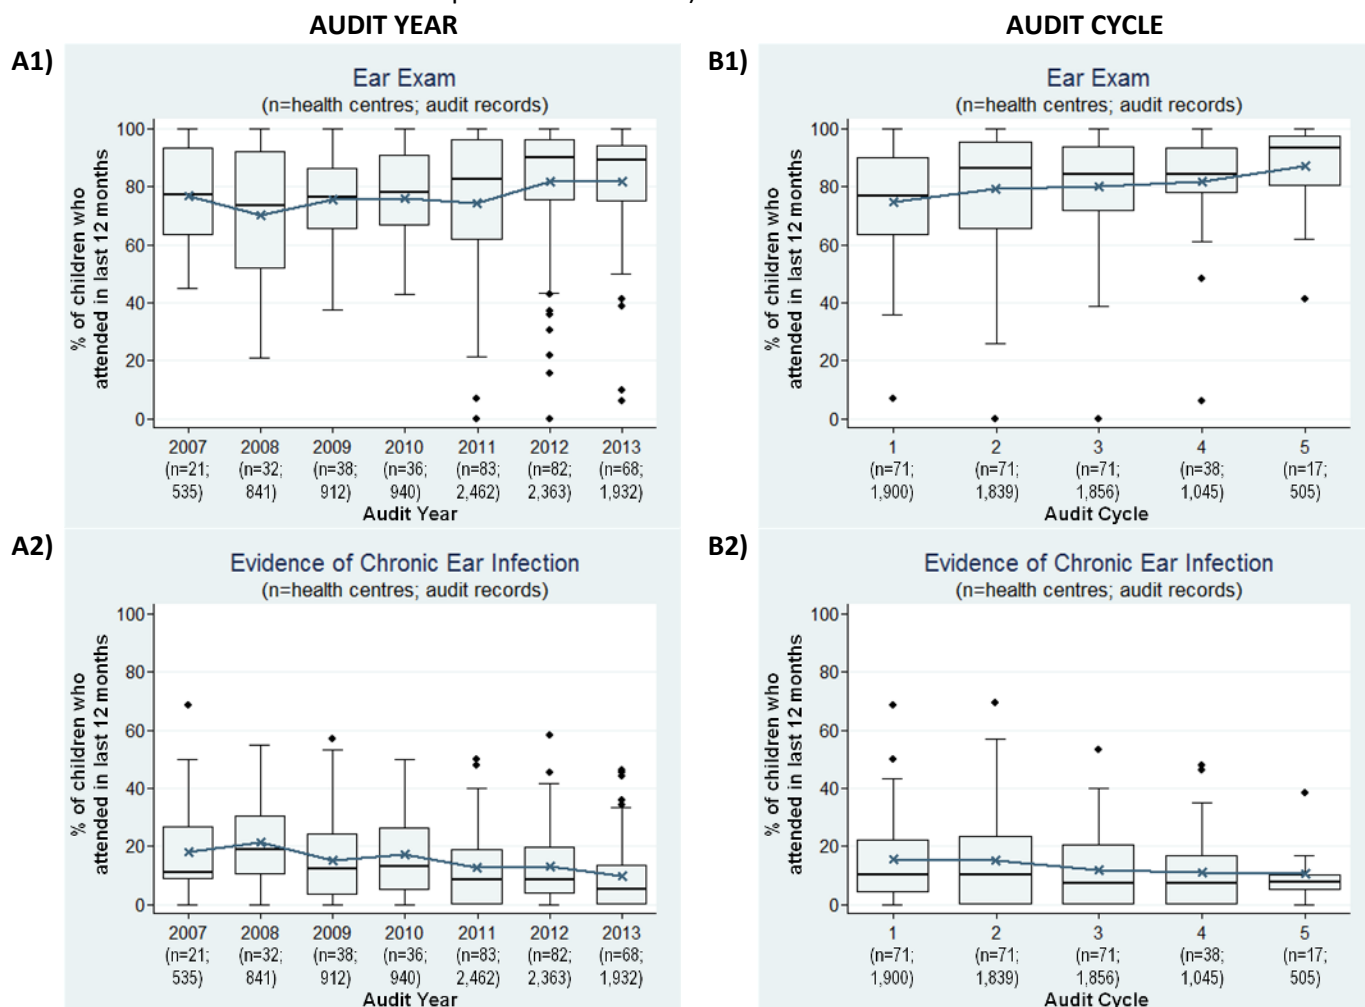 AUDIT YEAR
AUDIT CYCLE
A1)
Ear Exam
(n=health centres; audit records)
% of children who
attended in last 12 months
100
80
60
40
20
0
2007 2008 2009 2010 2011 2012 2013
(n=21; (n=32; (n=38; (n=36; (n=83; (n=82; (n=68;
535) 841) 912) 940) 2,462) 2,363) 1,932)
Audit Year
B1)
Ear Exam
(n=health centres; audit records)
% of children who
attended in last 12 months
100
80
60
40
20
0
1 2 3 4 5
(n=71; (n=71; (n=71; (n=38; (n=17;
1,900) 1,839) 1,856) 1,045) 505)
Audit Cycle
A2)
Evidence of Chronic Ear Infection
(n=health centres; audit records)
% of children who
attended in last 12 months
100
80
60
40
20
0
2007 2008 2009 2010 2011 2012 2013
(n=21; (n=32; (n=38; (n=36; (n=83; (n=82; (n=68;
535) 841) 912) 940) 2,462) 2,363) 1,932)
Audit Year
B2)
Evidence of Chronic Ear Infection
(n=health centres; audit records)
% of children who
attended in last 12 months
100
80
60
40
20
0
1 2 3 4 5
(n=71; (n=71; (n=71; (n=38; (n=17;
1,900) 1,839) 1,856) 1,045) 505)
Audit Cycle